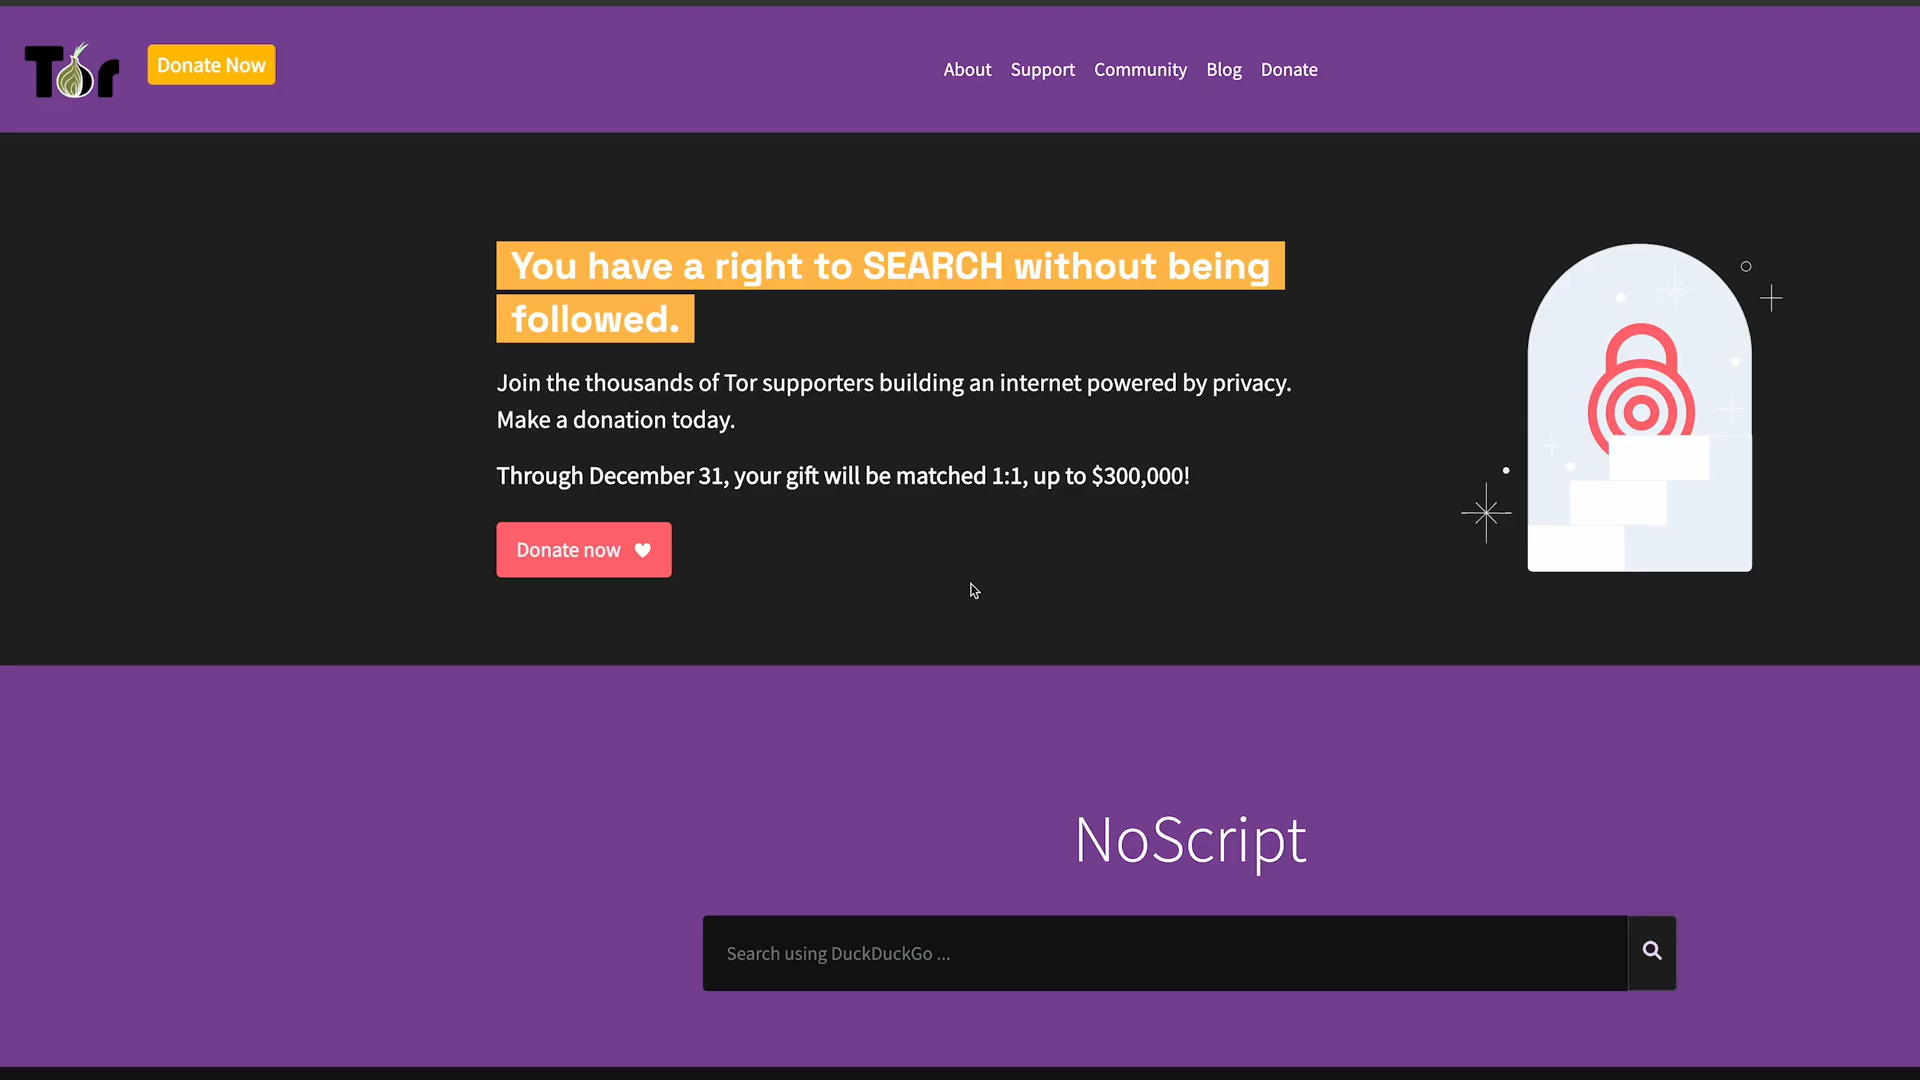 Tor
Donate Now
About Support Community Blog Donate
You have a right to SEARCH without being
followed.
Join the thousands of Tor supporters building an internet powered by privacy.
Make a donation today.
Through December 31, your gift will be matched 1:1, up to $300,000!
Donate now
NoScript
Search using DuckDuckGo ...